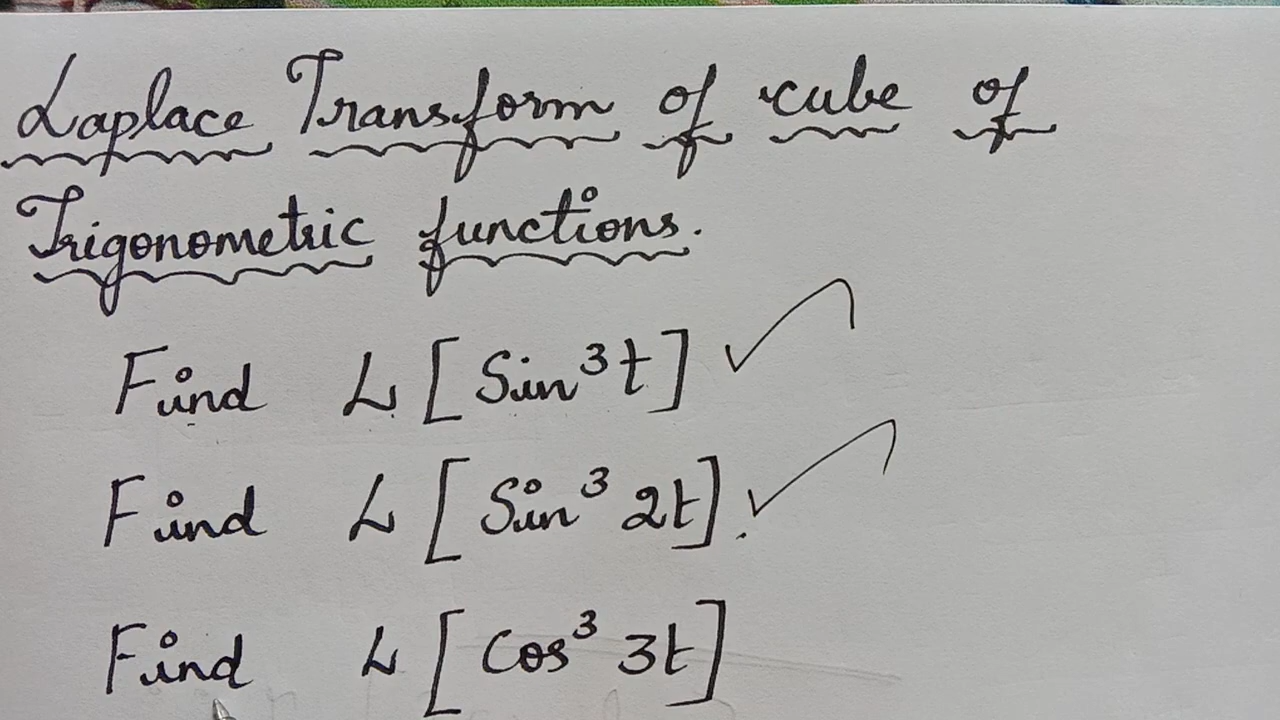 Laplace Transform of cube of
Trigonometric functions.
Find L[Sin³t]
Find L[Sin³ 2t].
Find L[Cos³ 3t]